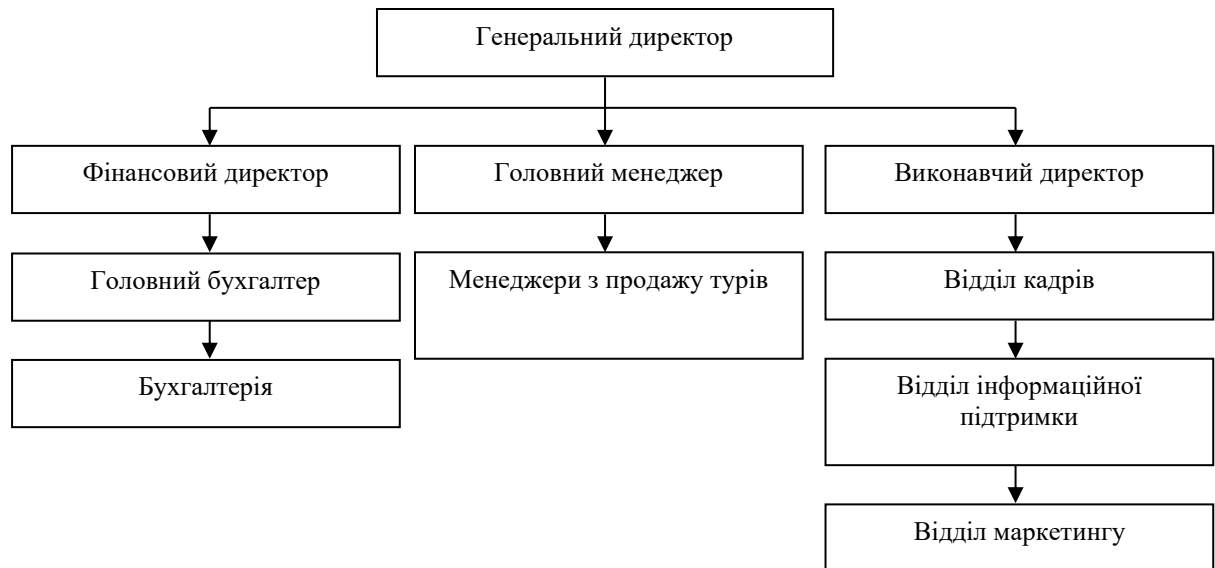 Генеральний директор
Фінансовий директор
Головний менеджер
Виконавчий директор
Головний бухгалтер
Менеджери з продажу турів
Відділ кадрів
Бухгалтерія
Відділ інформаційної
підтримки
Відділ маркетингу